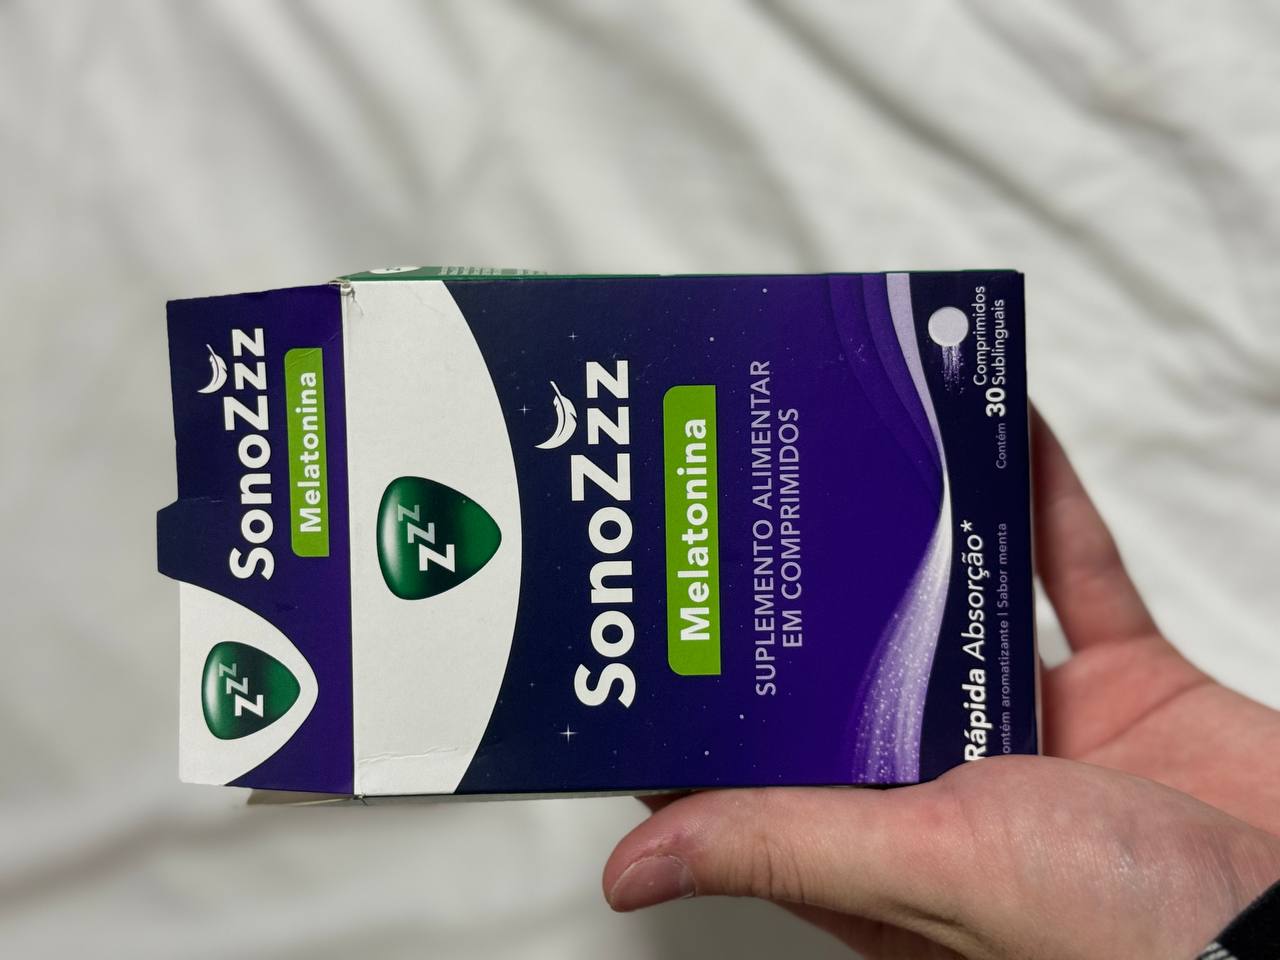 zzz
SonoZzz
Melatonina
zzz
SonoZzz
Melatonina
SUPLEMENTO ALIMENTAR
EM COMPRIMIDOS
Rápida Absorção*
aromatizante | Sabor menta
Contém 30 Comprimidos
Sublinguais